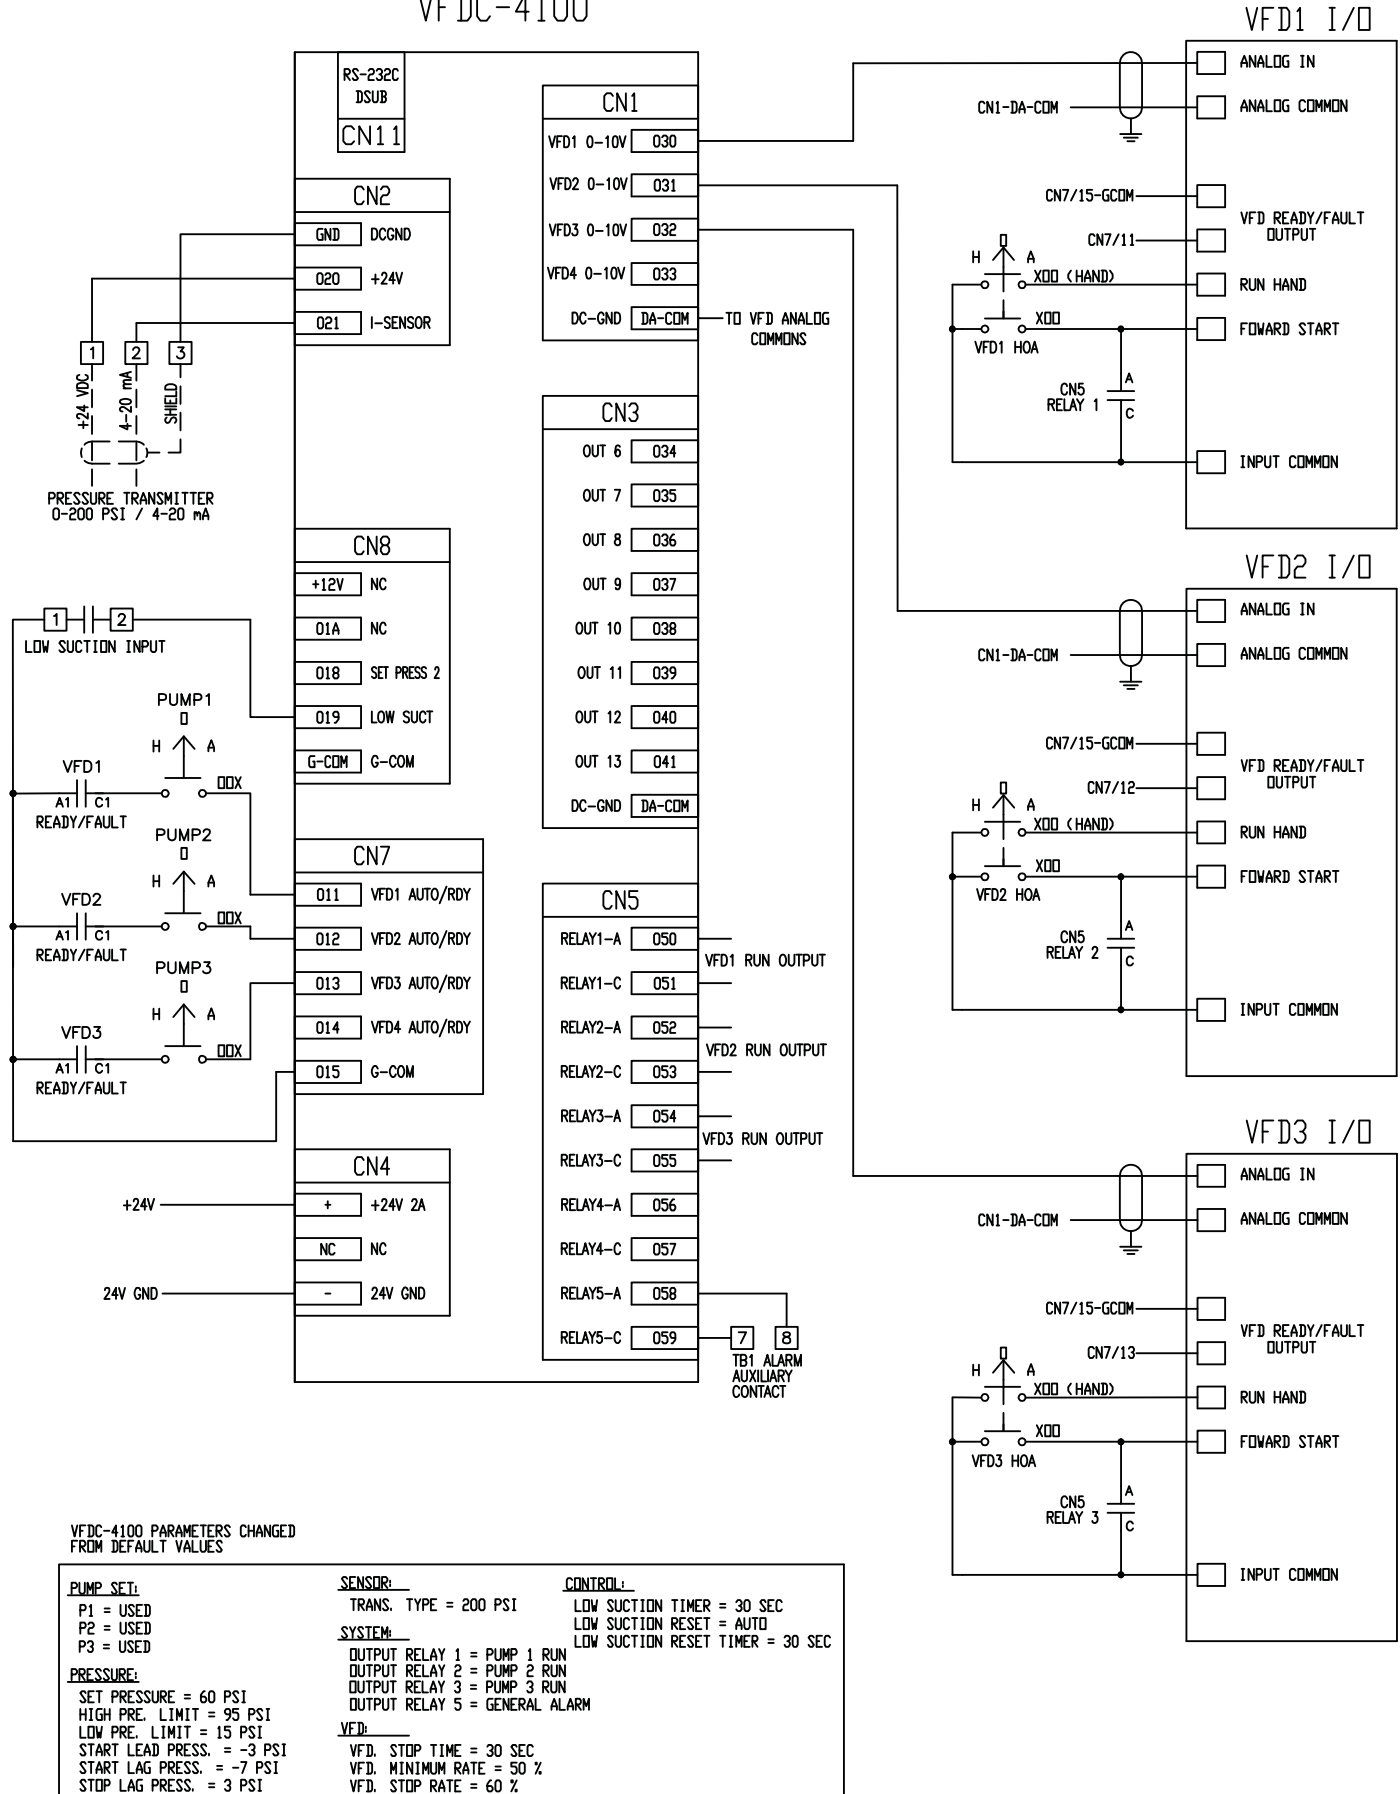 VFDC-4100
RS-232C
DSUB
CN11
CN2
GND DCGND
020 +24V
021 I-SENSOR
1 2 3
+24 VDC
4-20 mA
SHIELD
PRESSURE TRANSMITTER
0-200 PSI / 4-20 mA
CN8
+12V NC
01A NC
018 SET PRESS 2
019 LOW SUCT
G-COM G-COM
1 2
LOW SUCTION INPUT
PUMP1
H A
VFD1
OOX
A1 C1
READY/FAULT
PUMP2
H A
VFD2
OOX
A1 C1
READY/FAULT
PUMP3
H A
VFD3
OOX
A1 C1
READY/FAULT
CN7
011 VFD1 AUTO/RDY
012 VFD2 AUTO/RDY
013 VFD3 AUTO/RDY
014 VFD4 AUTO/RDY
015 G-COM
CN4
+24V + +24V 2A
NC NC
24V GND - 24V GND
CN1
VFD1 0-10V 030
VFD2 0-10V 031
VFD3 0-10V 032
VFD4 0-10V 033
DC-GND DA-COM TO VFD ANALOG
COMMONS
CN3
OUT 6 034
OUT 7 035
OUT 8 036
OUT 9 037
OUT 10 038
OUT 11 039
OUT 12 040
OUT 13 041
DC-GND DA-COM
CN5
RELAY1-A 050
VFD1 RUN OUTPUT
RELAY1-C 051
RELAY2-A 052
VFD2 RUN OUTPUT
RELAY2-C 053
RELAY3-A 054
VFD3 RUN OUTPUT
RELAY3-C 055
RELAY4-A 056
RELAY4-C 057
RELAY5-A 058
RELAY5-C 059 7 8
TB1 ALARM
AUXILIARY
CONTACT
VFD1 I/O
ANALOG IN
CN1-DA-COM ANALOG COMMON
CN7/15-GCOM
VFD READY/FAULT
OUTPUT
CN7/11
H A
XOO (HAND) RUN HAND
XOO FOWARD START
VFD1 HOA
CN5
RELAY 1
A
C
INPUT COMMON
VFD2 I/O
ANALOG IN
CN1-DA-COM ANALOG COMMON
CN7/15-GCOM
VFD READY/FAULT
OUTPUT
CN7/12
H A
XOO (HAND) RUN HAND
XOO FOWARD START
VFD2 HOA
CN5
RELAY 2
A
C
INPUT COMMON
VFD3 I/O
ANALOG IN
CN1-DA-COM ANALOG COMMON
CN7/15-GCOM
VFD READY/FAULT
OUTPUT
CN7/13
H A
XOO (HAND) RUN HAND
XOO FOWARD START
VFD3 HOA
CN5
RELAY 3
A
C
INPUT COMMON
VFDC-4100 PARAMETERS CHANGED
FROM DEFAULT VALUES
PUMP SET:
P1 = USED
P2 = USED
P3 = USED
PRESSURE:
SET PRESSURE = 60 PSI
HIGH PRE. LIMIT = 95 PSI
LOW PRE. LIMIT = 15 PSI
START LEAD PRESS. = -3 PSI
START LAG PRESS. = -7 PSI
STOP LAG PRESS. = 3 PSI
SENSOR:
TRANS. TYPE = 200 PSI
SYSTEM:
OUTPUT RELAY 1 = PUMP 1 RUN
OUTPUT RELAY 2 = PUMP 2 RUN
OUTPUT RELAY 3 = PUMP 3 RUN
OUTPUT RELAY 5 = GENERAL ALARM
VFD:
VFD. STOP TIME = 30 SEC
VFD. MINIMUM RATE = 50 %
VFD. STOP RATE = 60 %
CONTROL:
LOW SUCTION TIMER = 30 SEC
LOW SUCTION RESET = AUTO
LOW SUCTION RESET TIMER = 30 SEC